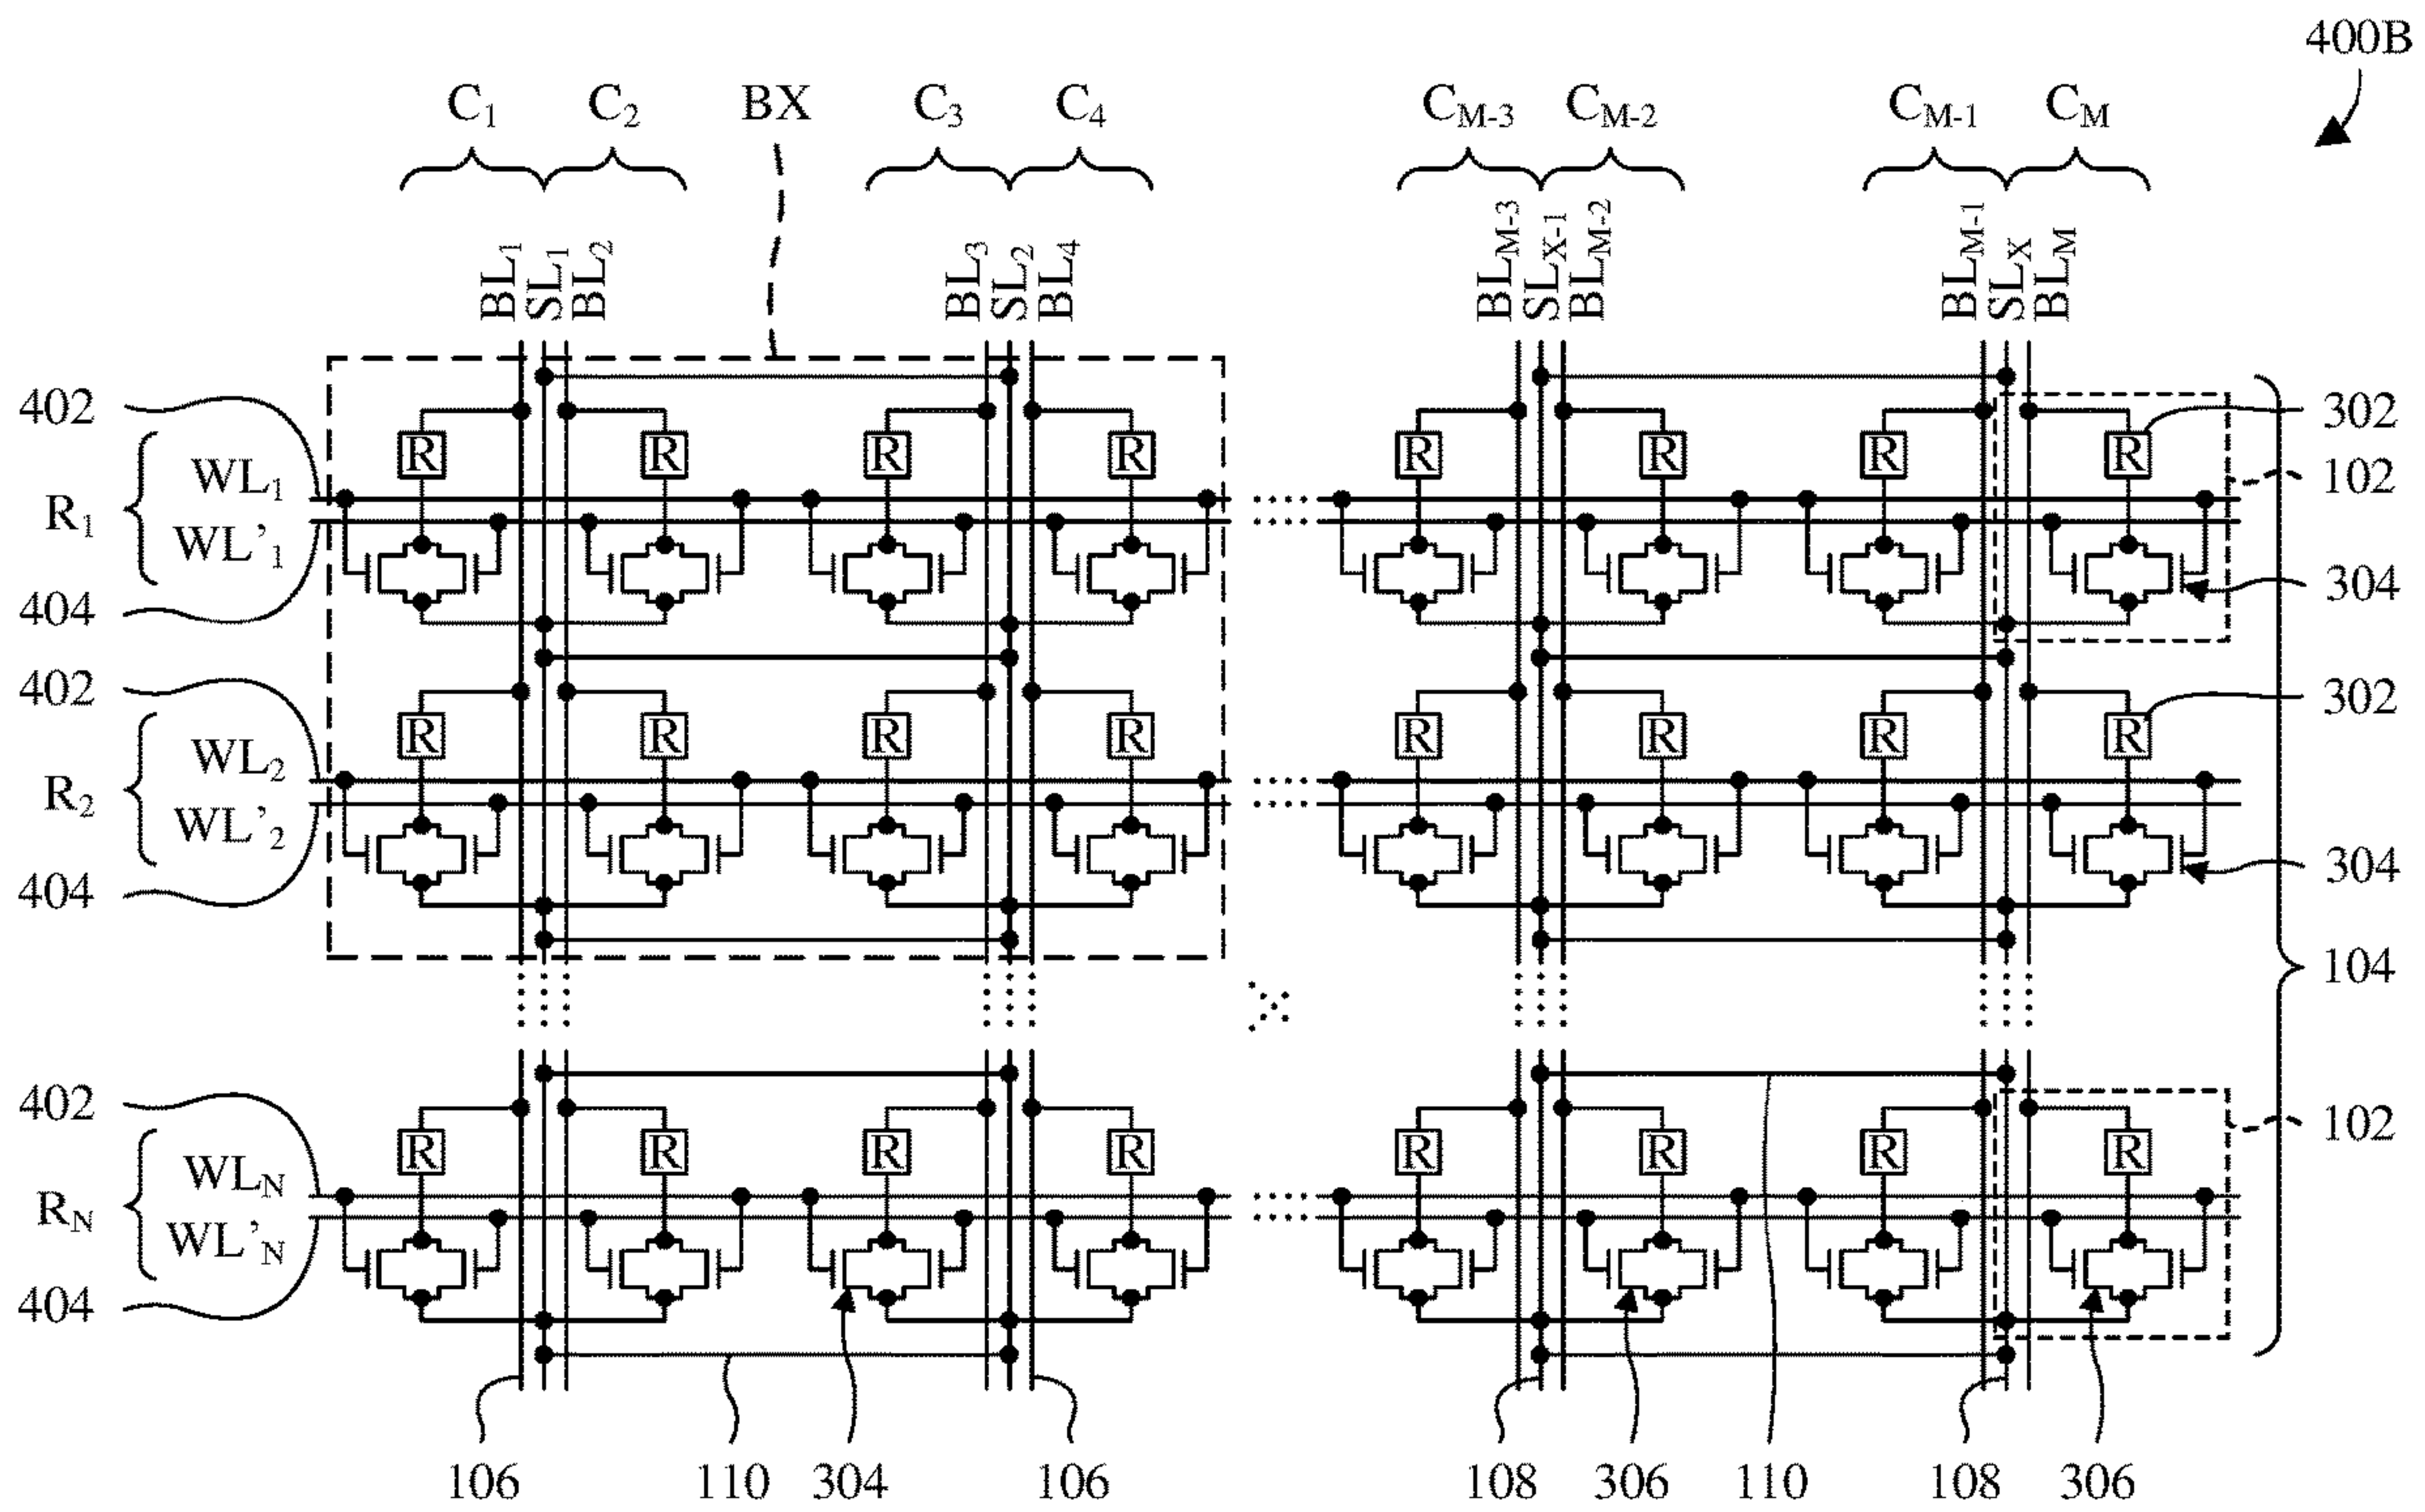 400B
C1 C2 BX C3 C4 CM-3 CM-2 CM-1 CM
BL1 SL1 BL2 BL3 SL2 BL4 BLM-3 SLX-1 BLM-2 BLM-1 SLX BLM
402 302
R R R R R R R R
R1 WL1 102
WL'1
404 304
402 302
R R R R R R R R
R2 WL2
WL'2
404 304
104
402 102
R R R R R R R R
RN WLN
WL'N
404
106 110 304 106 108 306 110 108 306